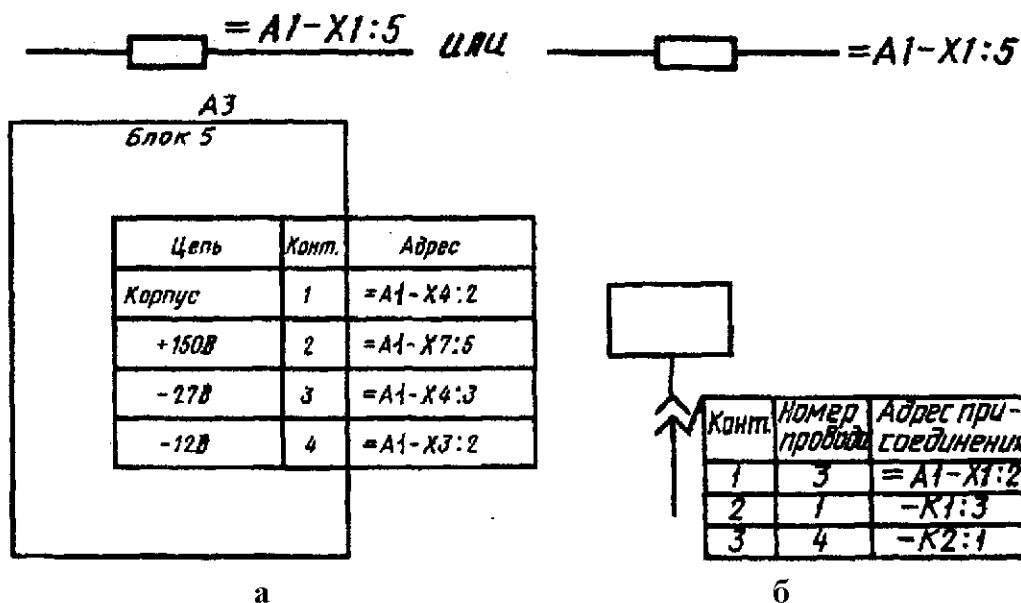 =A1-X1:5 или =A1-X1:5
A3
Блок 5
Цепь Конт. Адрес
Корпус 1 =A1-X4:2
+150В 2 =A1-X7:5
-27В 3 =A1-X4:3
-12В 4 =A1-X3:2
Конт. Номер провода Адрес присоединения
1 3 =A1-X1:2
2 1 -K1:3
3 4 -K2:1
а б